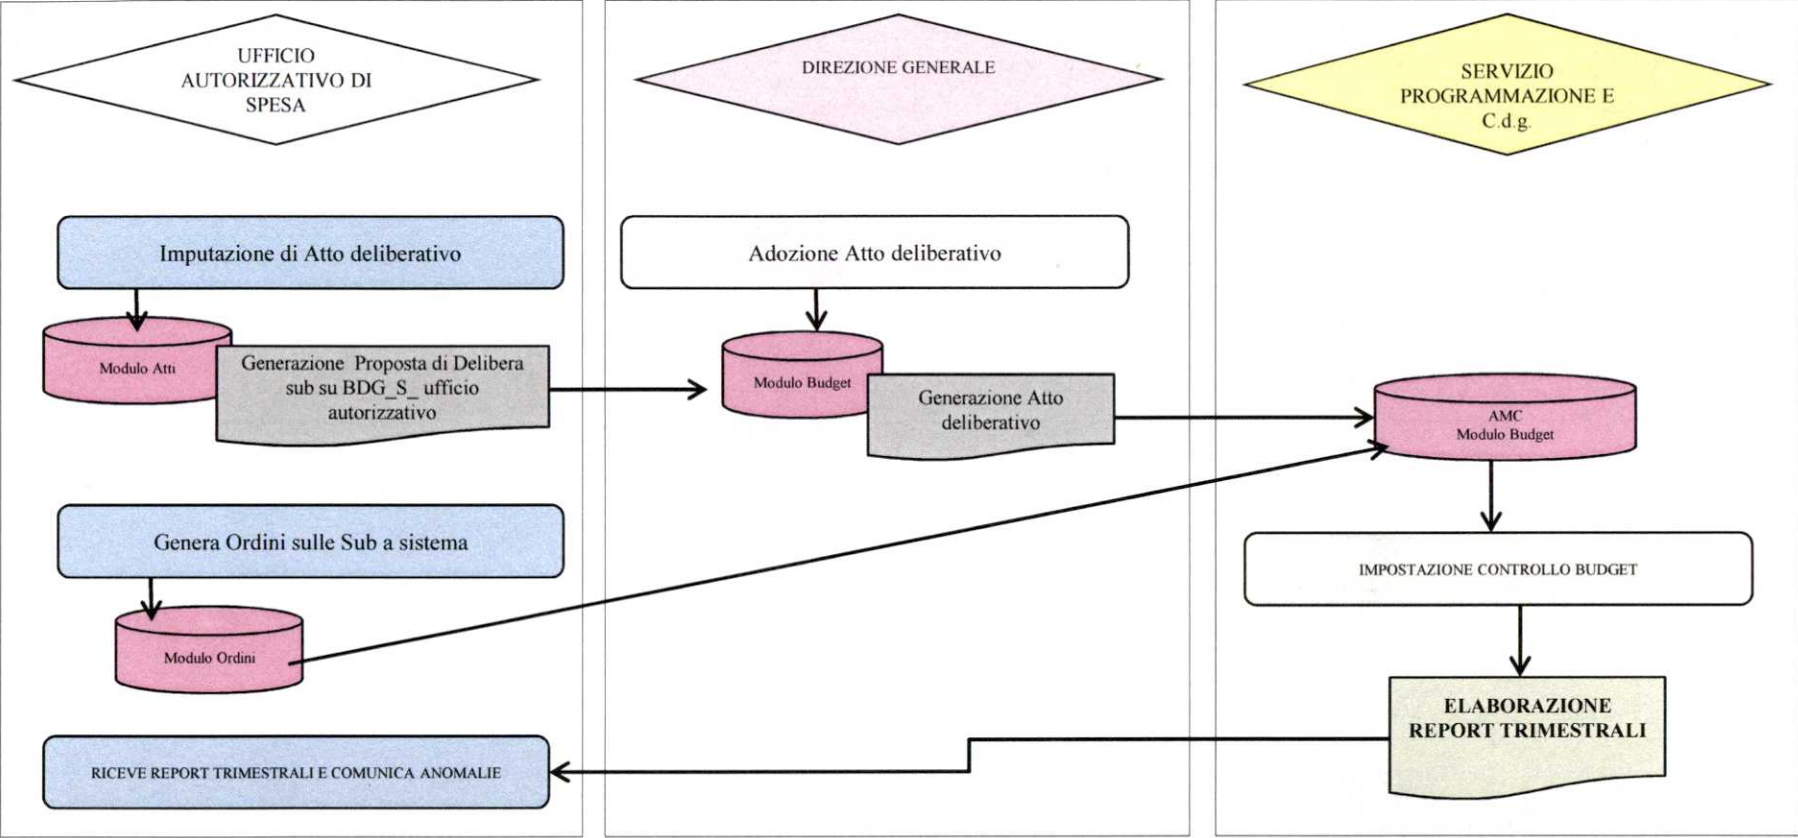 UFFICIO
AUTORIZZATIVO DI
SPESA
DIREZIONE GENERALE
SERVIZIO
PROGRAMMAZIONE E
C.d.g.
Imputazione di Atto deliberativo
Adozione Atto deliberativo
Modulo Atti
Generazione Proposta di Delibera
sub su BDG_S_ ufficio
autorizzativo
Modulo Budget
Generazione Atto
deliberativo
AMC
Modulo Budget
Genera Ordini sulle Sub a sistema
Modulo Ordini
IMPOSTAZIONE CONTROLLO BUDGET
ELABORAZIONE
REPORT TRIMESTRALI
RICEVE REPORT TRIMESTRALI E COMUNICA ANOMALIE